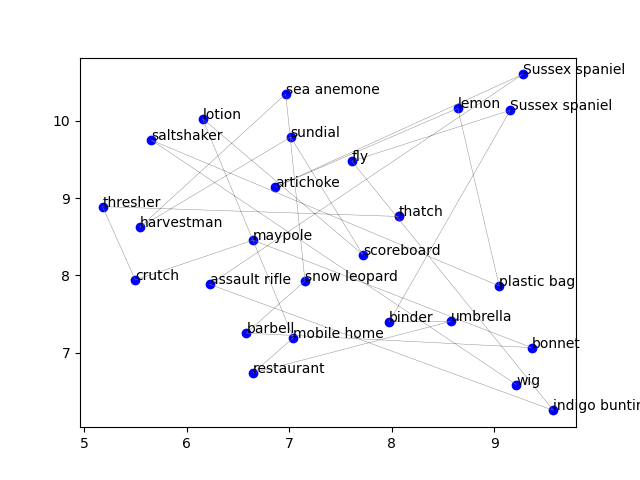 Sussex spaniel
sea anemone
lemon
Sussex spaniel
lotion
10
saltshaker
sundial
fly
artichoke
9
thresher
thatch
harvestman
maypole
scoreboard
8
crutch
assault rifle
snow leopard
plastic bag
binder
umbrella
barbell
mobile home
bonnet
7
restaurant
wig
indigo buntin
5
6
7
8
9